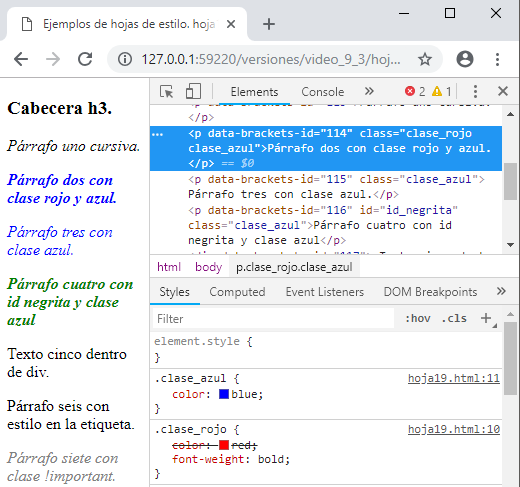 Ejemplos de hojas de estilo. hoja
127.0.0.1:59220/versiones/video_9_3/hoj...
Cabecera h3.
Párrafo uno cursiva.
Párrafo dos con
clase rojo y azul.
Párrafo tres con
clase azul.
Párrafo cuatro con
id negrita y clase
azul
Texto cinco dentro
de div.
Párrafo seis con
estilo en la etiqueta.
Párrafo siete con
clase !important.
Elements Console » 2 1
</p>
<p data-brackets-id="114" class="clase_rojo
clase_azul">Párrafo dos con clase rojo y azul.
</p> == $0
<p data-brackets-id="115" class="clase_azul">
Párrafo tres con clase azul.</p>
<p data-brackets-id="116" id="id_negrita"
class="clase_azul">Párrafo cuatro con id
negrita y clase azul</p>
html body p.clase_rojo.clase_azul
Styles Computed Event Listeners DOM Breakpoints »
Filter :hov .cls +
element.style {
}
.clase_azul { hoja19.html:11
color: blue;
}
.clase_rojo { hoja19.html:10
color: red;
font-weight: bold;
}